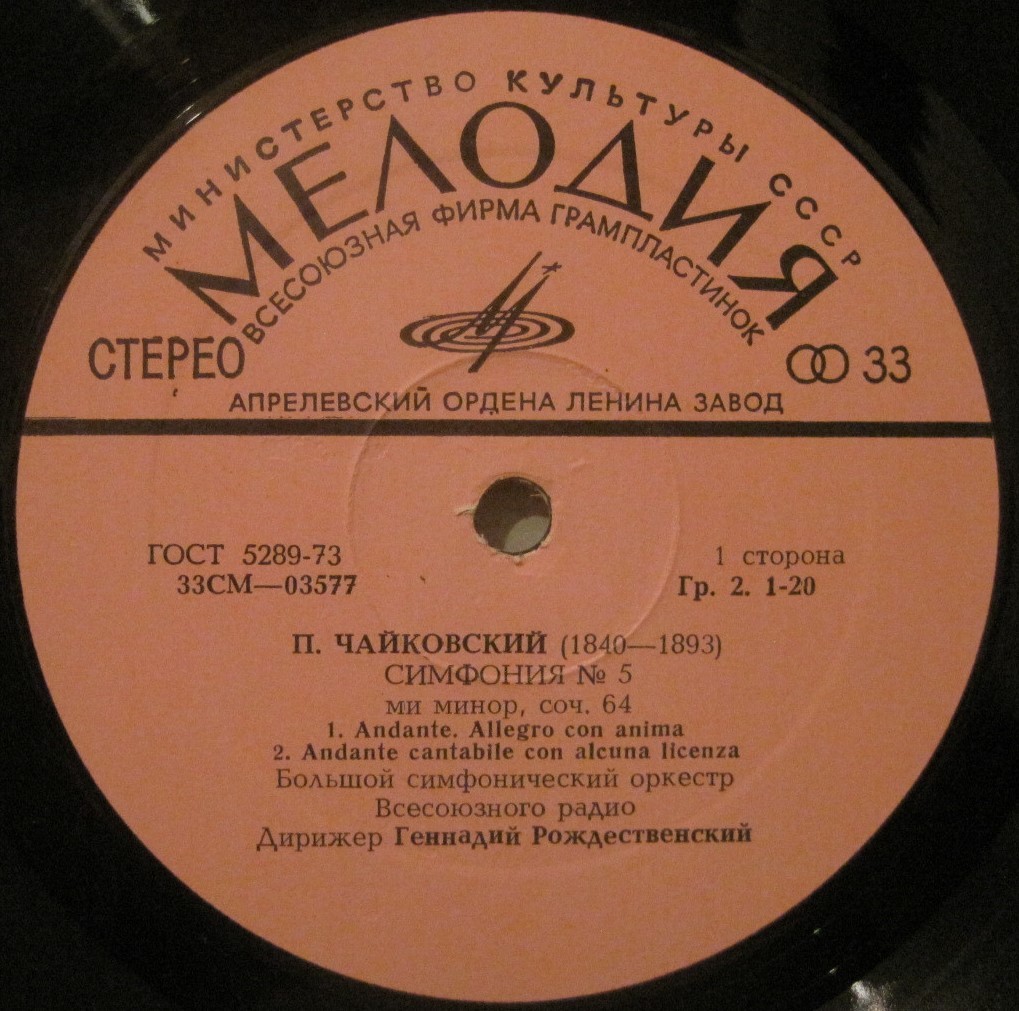 МИНИСТЕРСТВО КУЛЬТУРЫ СССР
МЕЛОДИЯ
ВСЕСОЮЗНАЯ ФИРМА ГРАМПЛАСТИНОК
СТЕРЕО
33
АПРЕЛЕВСКИЙ ОРДЕНА ЛЕНИНА ЗАВОД
ГОСТ 5289-73
1 сторона
33СМ—03577
Гр. 2. 1-20
П. ЧАЙКОВСКИЙ (1840—1893)
СИМФОНИЯ № 5
ми минор, соч. 64
1. Andante. Allegro con anima
2. Andante cantabile con alcuna licenza
Большой симфонический оркестр
Всесоюзного радио
Дирижер Геннадий Рождественский